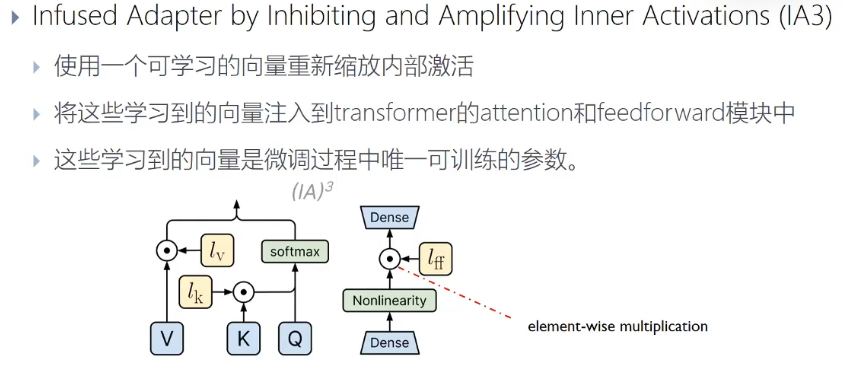 Infused Adapter by Inhibiting and Amplifying Inner Activations (IA3)
使用一个可学习的向量重新缩放内部激活
将这些学习到的向量注入到transformer的attention和feedforward模块中
这些学习到的向量是微调过程中唯一可训练的参数。
(IA)³
Dense
l_v
softmax
l_ff
l_k
Nonlinearity
element-wise multiplication
V
K
Q
Dense